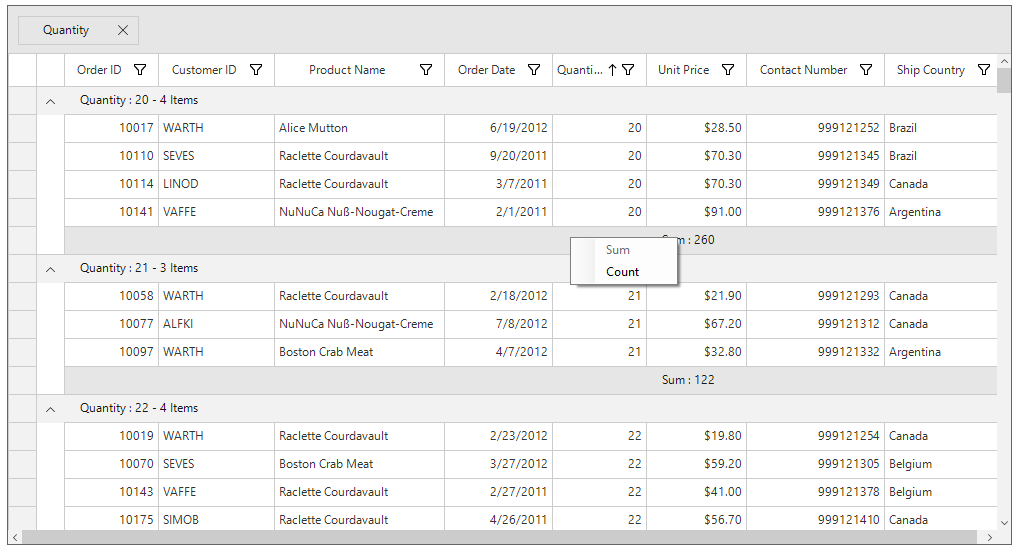 Quantity
Order ID Customer ID Product Name Order Date Quanti... Unit Price Contact Number Ship Country
Quantity : 20 - 4 Items
10017 WARTH Alice Mutton 6/19/2012 20 $28.50 999121252 Brazil
10110 SEVES Raclette Courdavault 9/20/2011 20 $70.30 999121345 Brazil
10114 LINOD Raclette Courdavault 3/7/2011 20 $70.30 999121349 Canada
10141 VAFFE NuNuCa Nuß-Nougat-Creme 2/1/2011 20 $91.00 999121376 Argentina
Sum : 260
Sum
Count
Quantity : 21 - 3 Items
10058 WARTH Raclette Courdavault 2/18/2012 21 $21.90 999121293 Canada
10077 ALFKI NuNuCa Nuß-Nougat-Creme 7/8/2012 21 $67.20 999121312 Canada
10097 WARTH Boston Crab Meat 4/7/2012 21 $32.80 999121332 Argentina
Sum : 122
Quantity : 22 - 4 Items
10019 WARTH Raclette Courdavault 2/23/2012 22 $19.80 999121254 Canada
10070 SEVES Boston Crab Meat 3/27/2012 22 $59.20 999121305 Belgium
10143 VAFFE Raclette Courdavault 2/27/2011 22 $41.00 999121378 Belgium
10175 SIMOB Raclette Courdavault 4/26/2011 22 $56.70 999121410 Canada